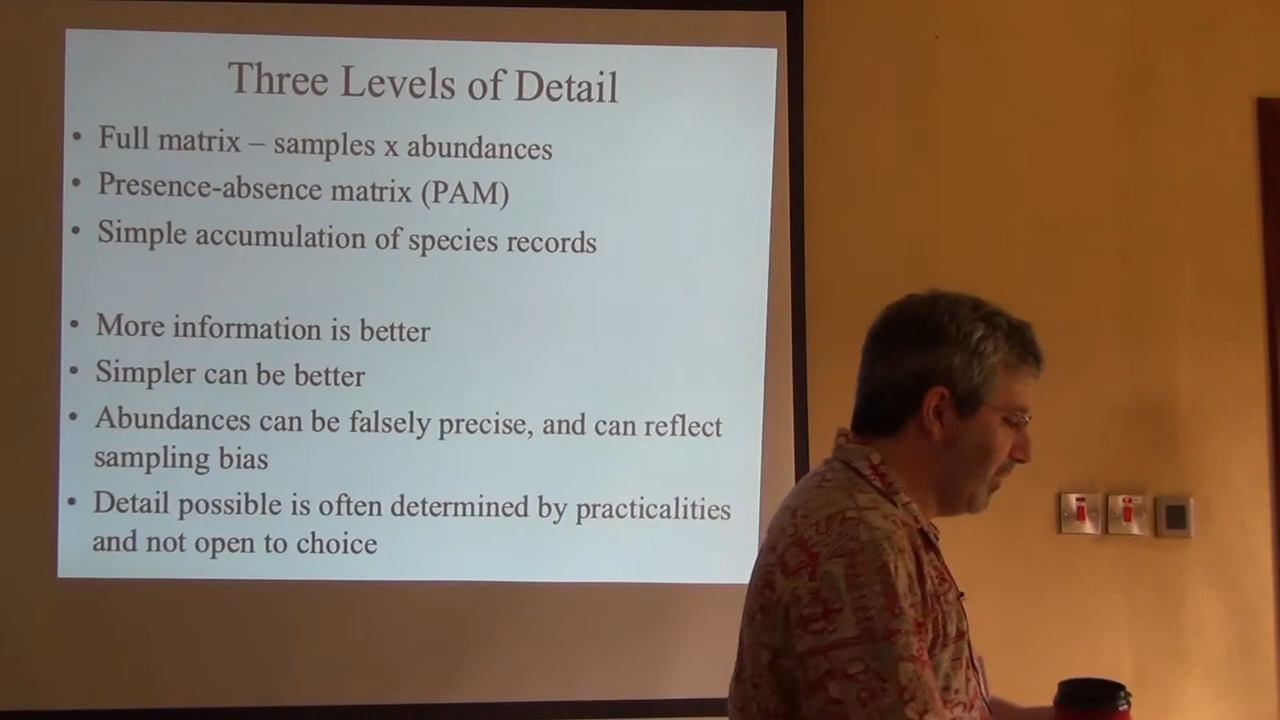 Three Levels of Detail
• Full matrix – samples x abundances
• Presence-absence matrix (PAM)
• Simple accumulation of species records
• More information is better
• Simpler can be better
• Abundances can be falsely precise, and can reflect
sampling bias
• Detail possible is often determined by practicalities
and not open to choice